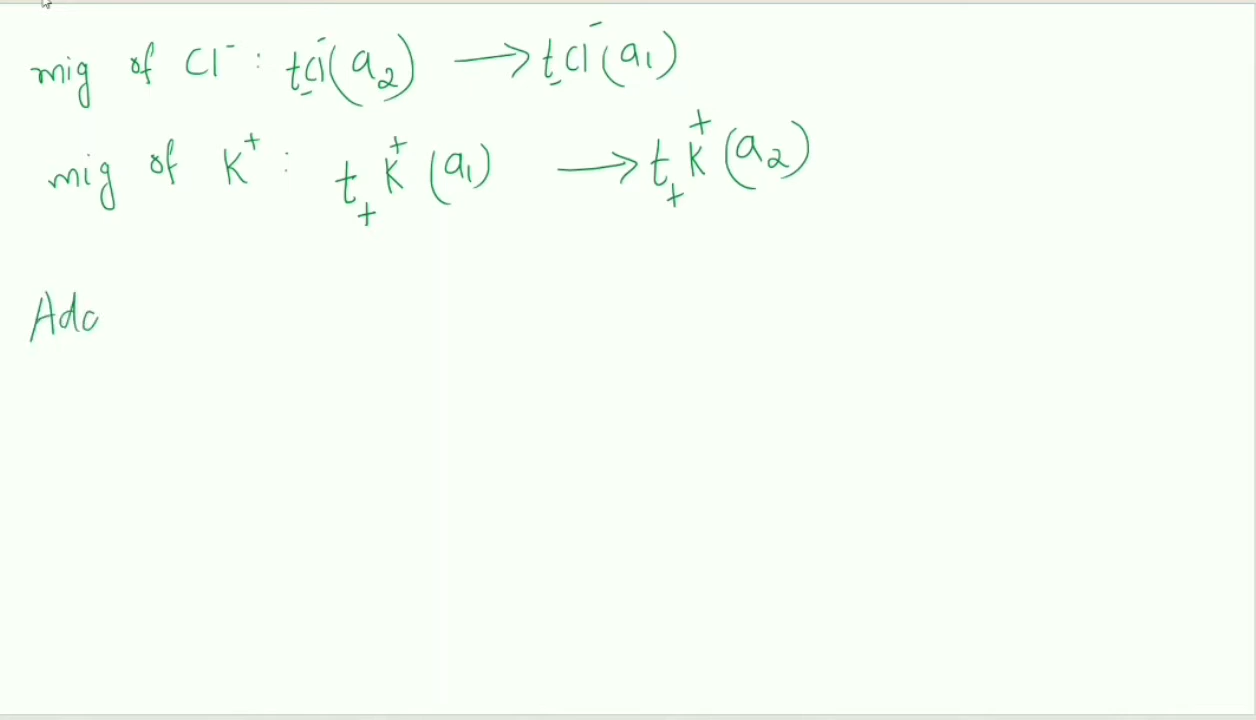 mig of Cl⁻ : t₋Cl⁻(a₂) → t₋Cl⁻(a₁)
mig of K⁺ : t₊K⁺(a₁) → t₊K⁺(a₂)
Adc